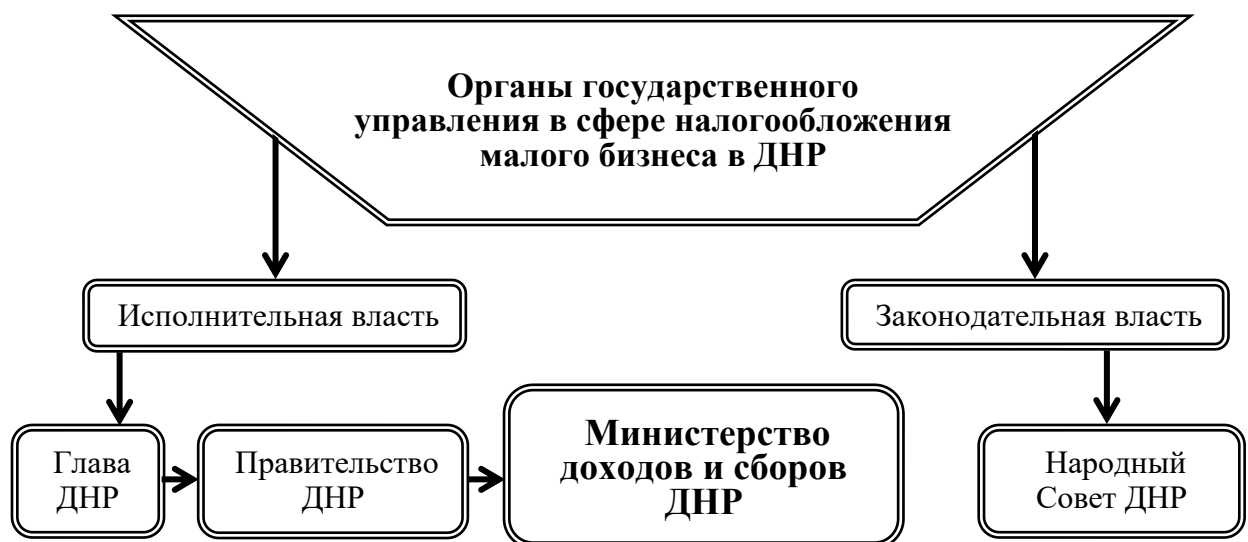 Органы государственного
управления в сфере налогообложения
малого бизнеса в ДНР
Исполнительная власть
Законодательная власть
Глава
ДНР
Правительство
ДНР
Министерство
доходов и сборов
ДНР
Народный
Совет ДНР